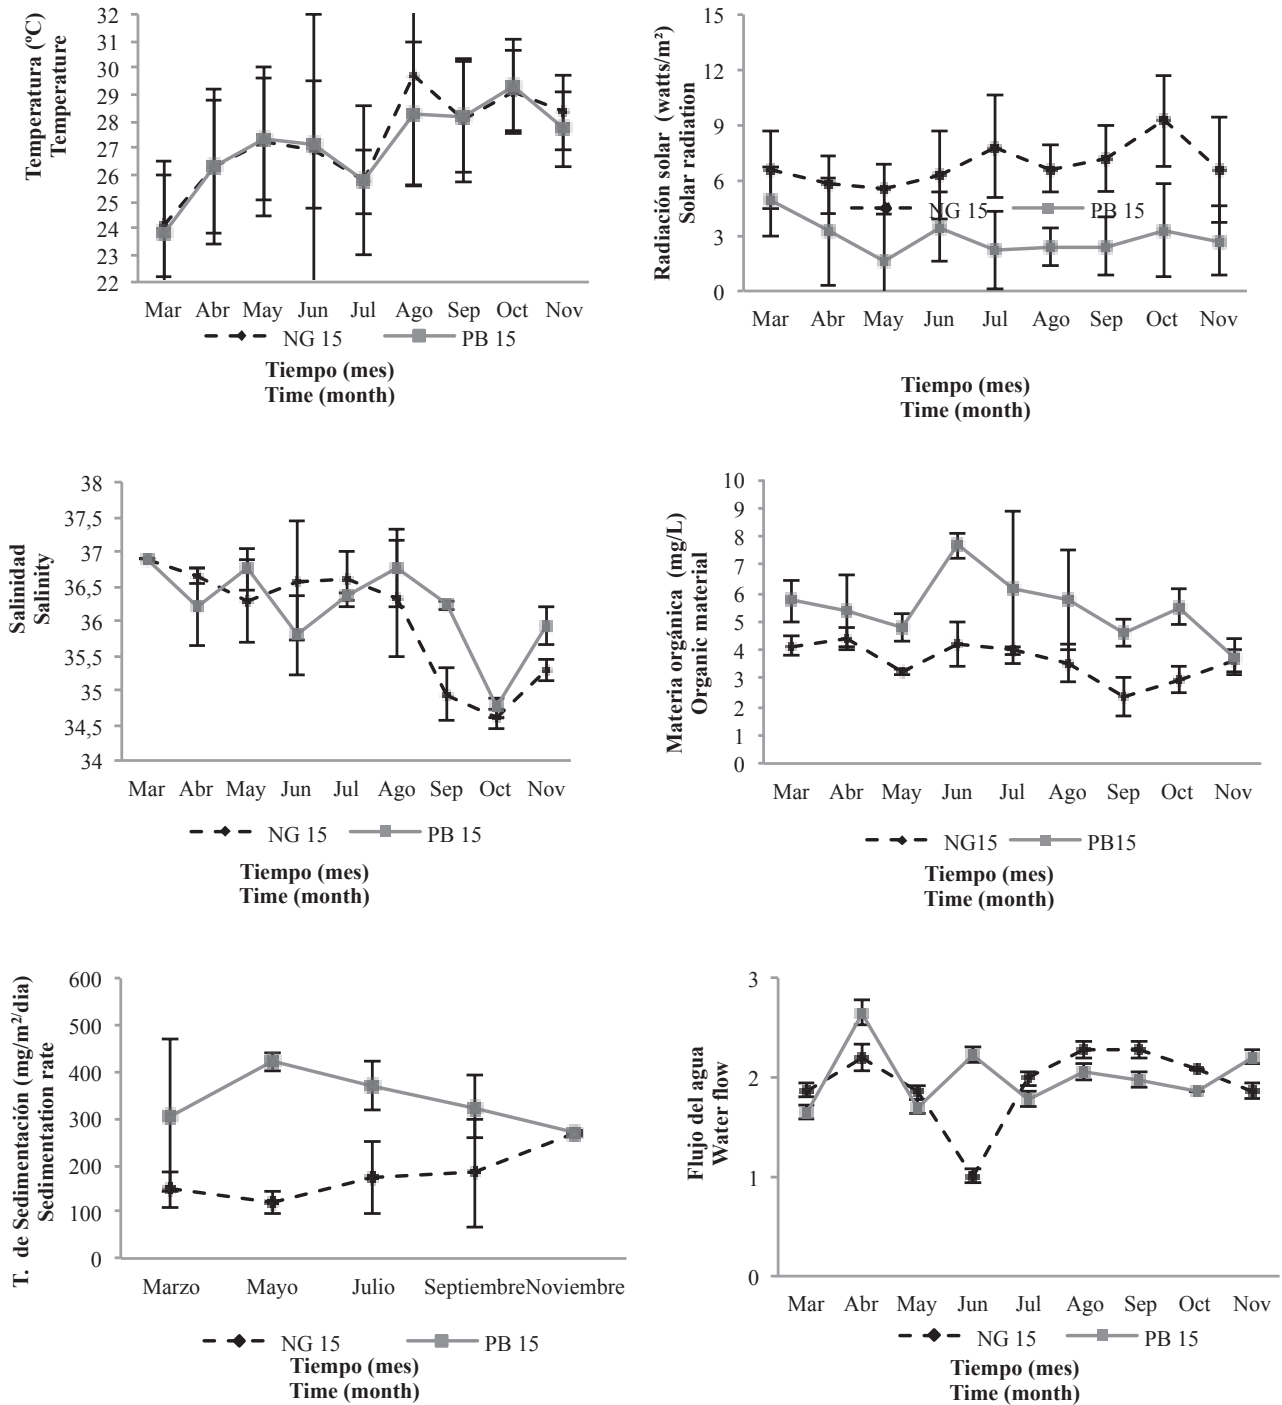 Temperatura (ºC)
Temperature
32
31
30
29
28
27
26
25
24
23
22
Mar Abr May Jun Jul Ago Sep Oct Nov
NG 15 PB 15
Tiempo (mes)
Time (month)
Radiación solar (watts/m²)
Solar radiation
15
12
9
6
3
0
NG 15 PB 15
Mar Abr May Jun Jul Ago Sep Oct Nov
Tiempo (mes)
Time (month)
Salinidad
Salinity
38
37,5
37
36,5
36
35,5
35
34,5
34
Mar Abr May Jun Jul Ago Sep Oct Nov
NG 15 PB 15
Tiempo (mes)
Time (month)
Materia orgánica (mg/L)
Organic material
10
9
8
7
6
5
4
3
2
1
0
Mar Abr May Jun Jul Ago Sep Oct Nov
NG15 PB15
Tiempo (mes)
Time (month)
T. de Sedimentación (mg/m²/dia)
Sedimentation rate
600
500
400
300
200
100
0
Marzo Mayo Julio Septiembre Noviembre
NG 15 PB 15
Tiempo (mes)
Time (month)
Flujo del agua
Water flow
3
2
1
0
Mar Abr May Jun Jul Ago Sep Oct Nov
NG 15 PB 15
Tiempo (mes)
Time (month)